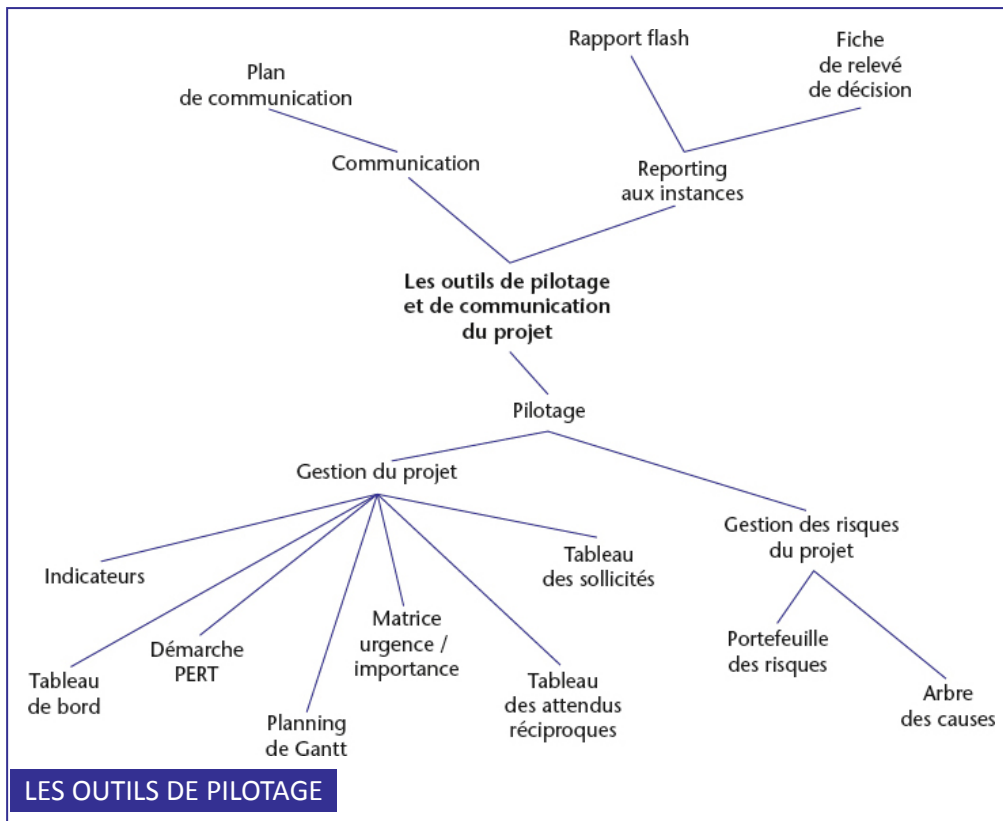 Rapport flash
Fiche
de relevé
de décision
Plan
de communication
Communication
Reporting
aux instances
Les outils de pilotage
et de communication
du projet
Pilotage
Gestion du projet
Gestion des risques
du projet
Indicateurs
Tableau
des sollicités
Matrice
urgence /
importance
Démarche
PERT
Tableau
de bord
Planning
de Gantt
Tableau
des attendus
réciproques
Portefeuille
des risques
Arbre
des causes
LES OUTILS DE PILOTAGE